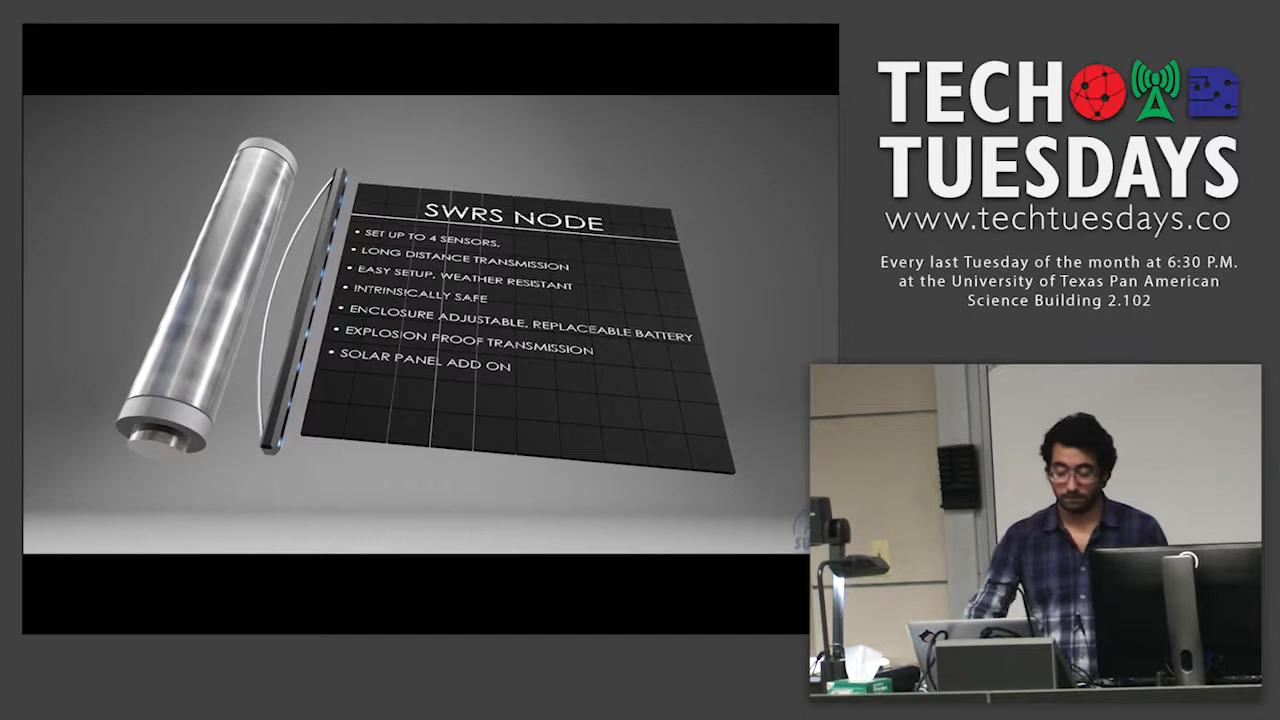 SWRS NODE
• SET UP TO 4 SENSORS,
• LONG DISTANCE TRANSMISSION
• EASY SETUP, WEATHER RESISTANT
• INTRINSICALLY SAFE
• ENCLOSURE ADJUSTABLE, REPLACEABLE BATTERY
• EXPLOSION PROOF TRANSMISSION
• SOLAR PANEL ADD ON
TECH
TUESDAYS
www.techtuesdays.co
Every last Tuesday of the month at 6:30 P.M.
at the University of Texas Pan American
Science Building 2.102